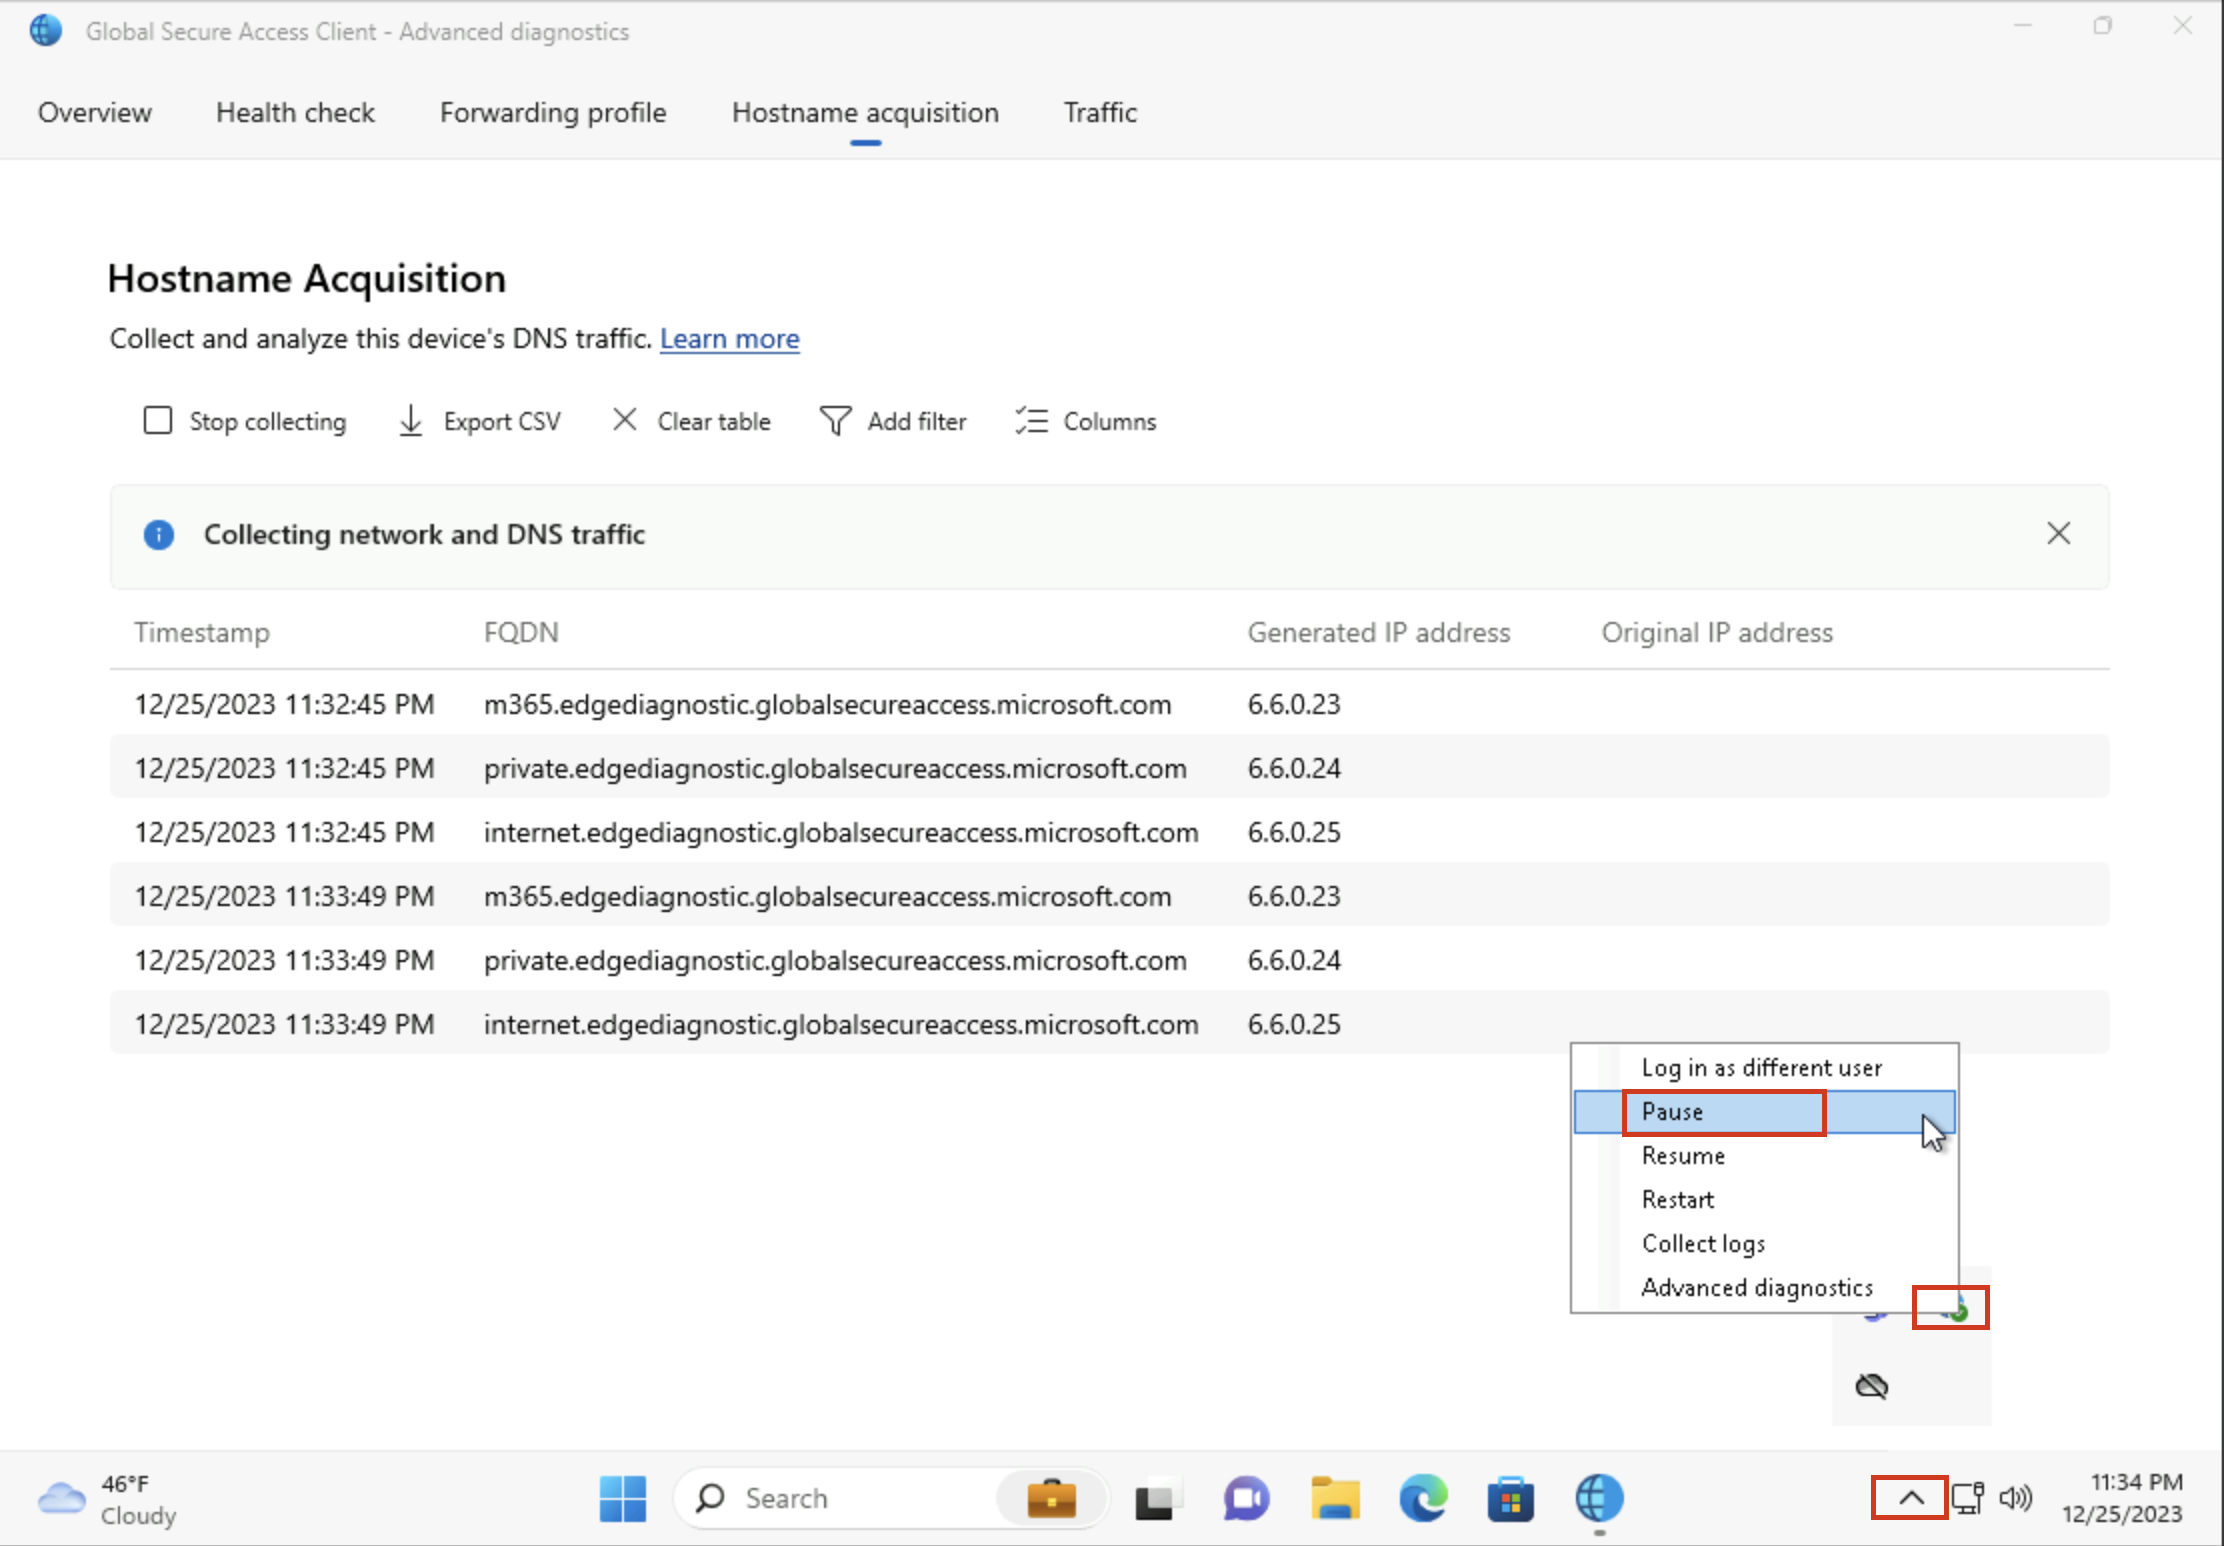 Global Secure Access Client - Advanced diagnostics
Overview Health check Forwarding profile Hostname acquisition Traffic
Hostname Acquisition
Collect and analyze this device's DNS traffic. Learn more
Stop collecting Export CSV Clear table Add filter Columns
Collecting network and DNS traffic
Timestamp FQDN Generated IP address Original IP address
12/25/2023 11:32:45 PM m365.edgediagnostic.globalsecureaccess.microsoft.com 6.6.0.23
12/25/2023 11:32:45 PM private.edgediagnostic.globalsecureaccess.microsoft.com 6.6.0.24
12/25/2023 11:32:45 PM internet.edgediagnostic.globalsecureaccess.microsoft.com 6.6.0.25
12/25/2023 11:33:49 PM m365.edgediagnostic.globalsecureaccess.microsoft.com 6.6.0.23
12/25/2023 11:33:49 PM private.edgediagnostic.globalsecureaccess.microsoft.com 6.6.0.24
12/25/2023 11:33:49 PM internet.edgediagnostic.globalsecureaccess.microsoft.com 6.6.0.25
Log in as different user
Pause
Resume
Restart
Collect logs
Advanced diagnostics
46°F
Cloudy
Search
11:34 PM
12/25/2023